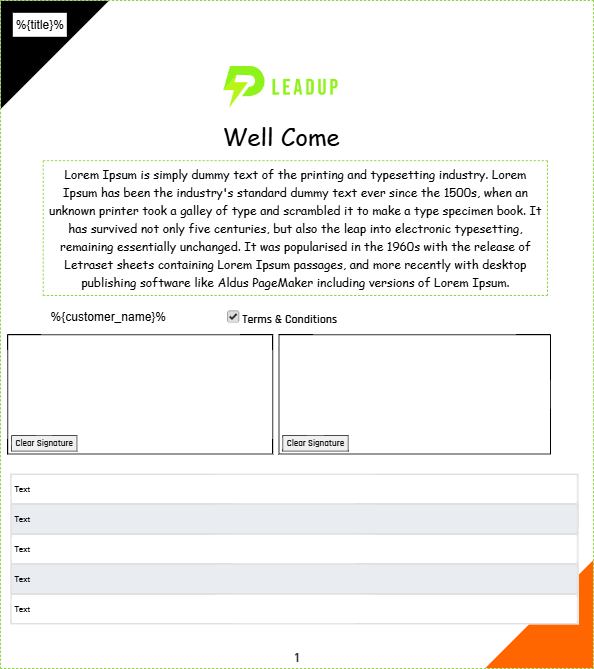 %{title}%
LEADUP
Well Come
Lorem Ipsum is simply dummy text of the printing and typesetting industry. Lorem
Ipsum has been the industry's standard dummy text ever since the 1500s, when an
unknown printer took a galley of type and scrambled it to make a type specimen book. It
has survived not only five centuries, but also the leap into electronic typesetting,
remaining essentially unchanged. It was popularised in the 1960s with the release of
Letraset sheets containing Lorem Ipsum passages, and more recently with desktop
publishing software like Aldus PageMaker including versions of Lorem Ipsum.
%{customer_name}% Terms & Conditions
Clear Signature Clear Signature
Text
Text
Text
Text
Text
1